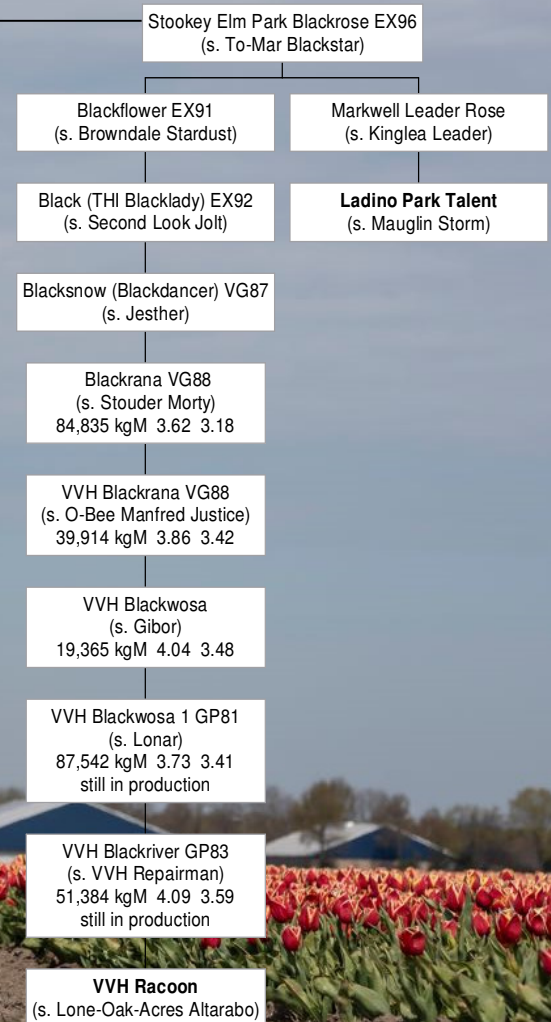 Stookey Elm Park Blackrose EX96
(s. To-Mar Blackstar)
Blackflower EX91
(s. Browndale Stardust)
Markwell Leader Rose
(s. Kinglea Leader)
Black (THI Blacklady) EX92
(s. Second Look Jolt)
Ladino Park Talent
(s. Mauglin Storm)
Blacksnow (Blackdancer) VG87
(s. Jesther)
Blackrana VG88
(s. Stouder Morty)
84,835 kgM 3.62 3.18
VVH Blackrana VG88
(s. O-Bee Manfred Justice)
39,914 kgM 3.86 3.42
VVH Blackwosa
(s. Gibor)
19,365 kgM 4.04 3.48
VVH Blackwosa 1 GP81
(s. Lonar)
87,542 kgM 3.73 3.41
still in production
VVH Blackriver GP83
(s. VVH Repairman)
51,384 kgM 4.09 3.59
still in production
VVH Racoon
(s. Lone-Oak-Acres Altarabo)